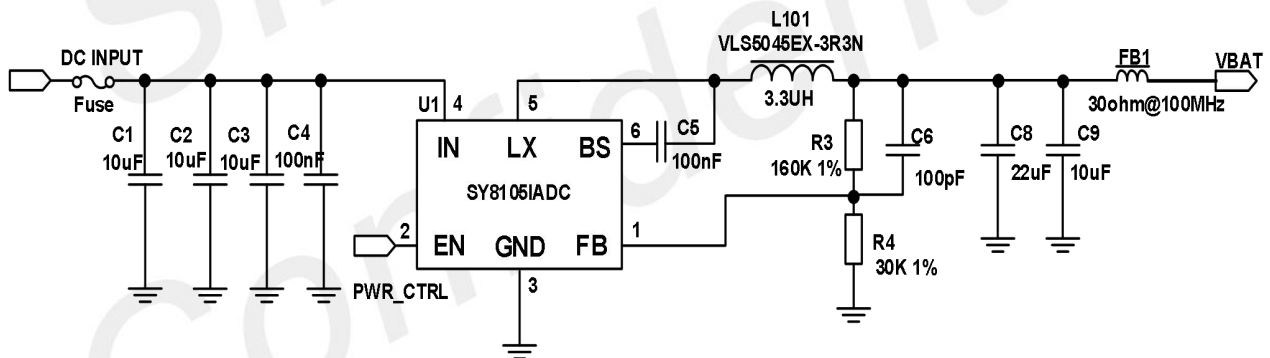 L101
VLS5045EX-3R3N
3.3UH
DC INPUT
Fuse
FB1
VBAT
30ohm@100MHz
U1
4
5
C1
10uF
C2
10uF
C3
10uF
C4
100nF
6
C5
100nF
IN
LX
BS
SY8105IADC
R3
160K 1%
C6
100pF
C8
22uF
C9
10uF
2
EN
GND
FB
1
PWR_CTRL
3
R4
30K 1%